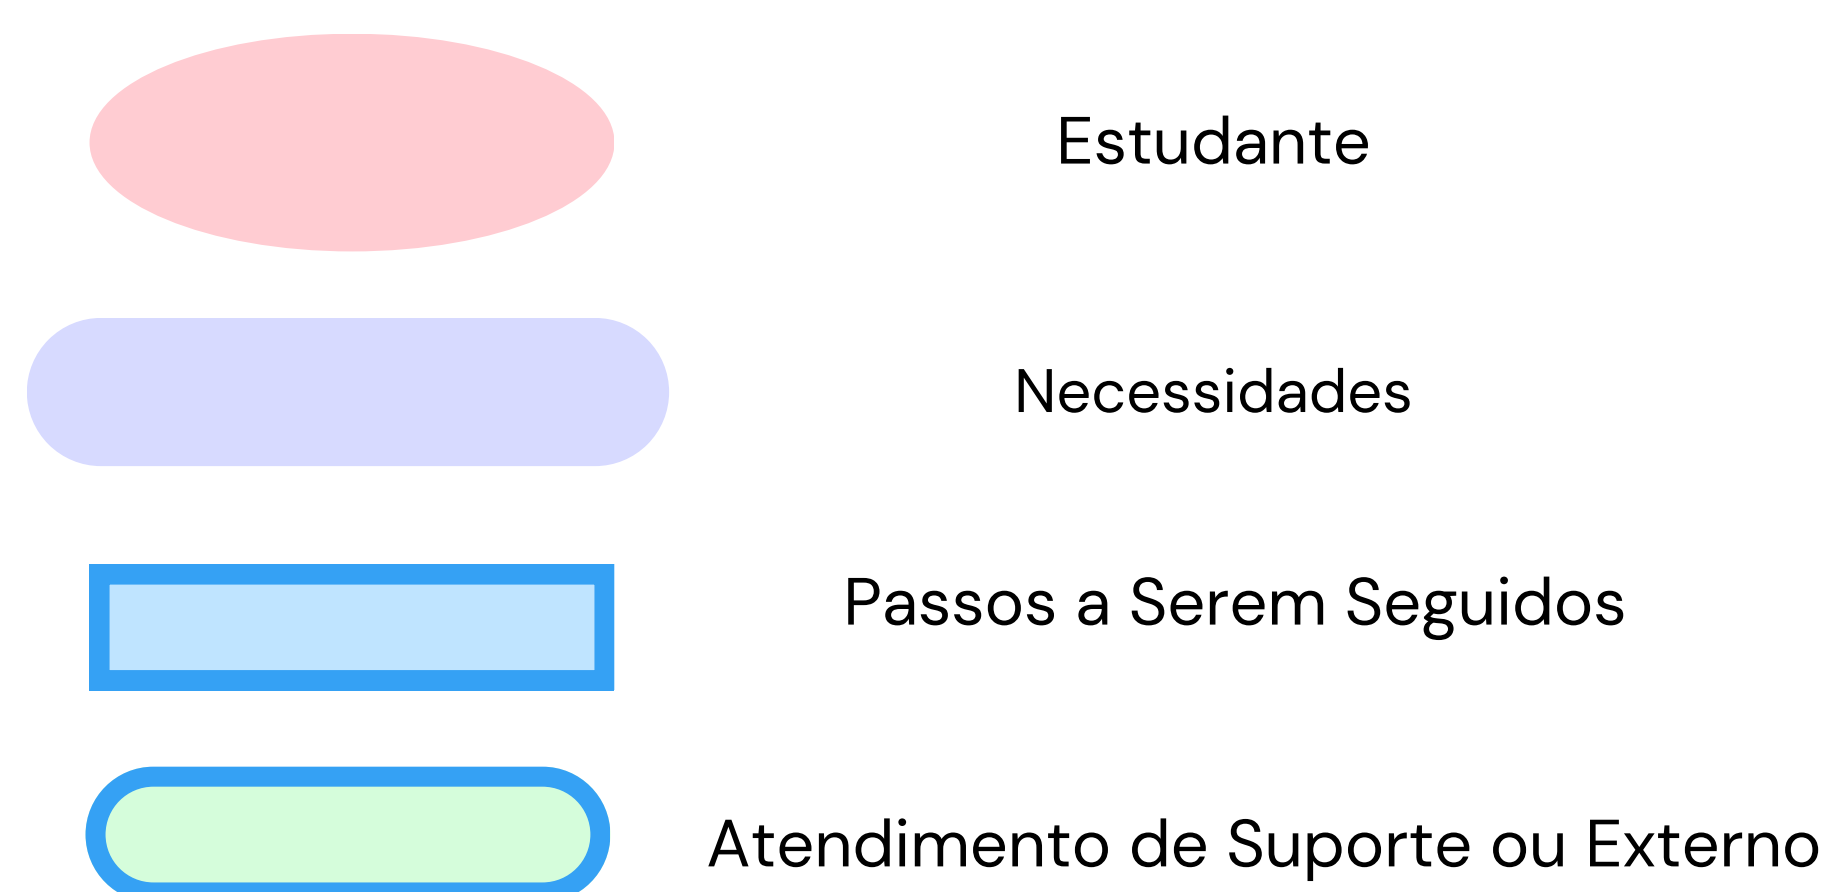 Estudante
Necessidades
Passos a Serem Seguidos
Atendimento de Suporte ou Externo